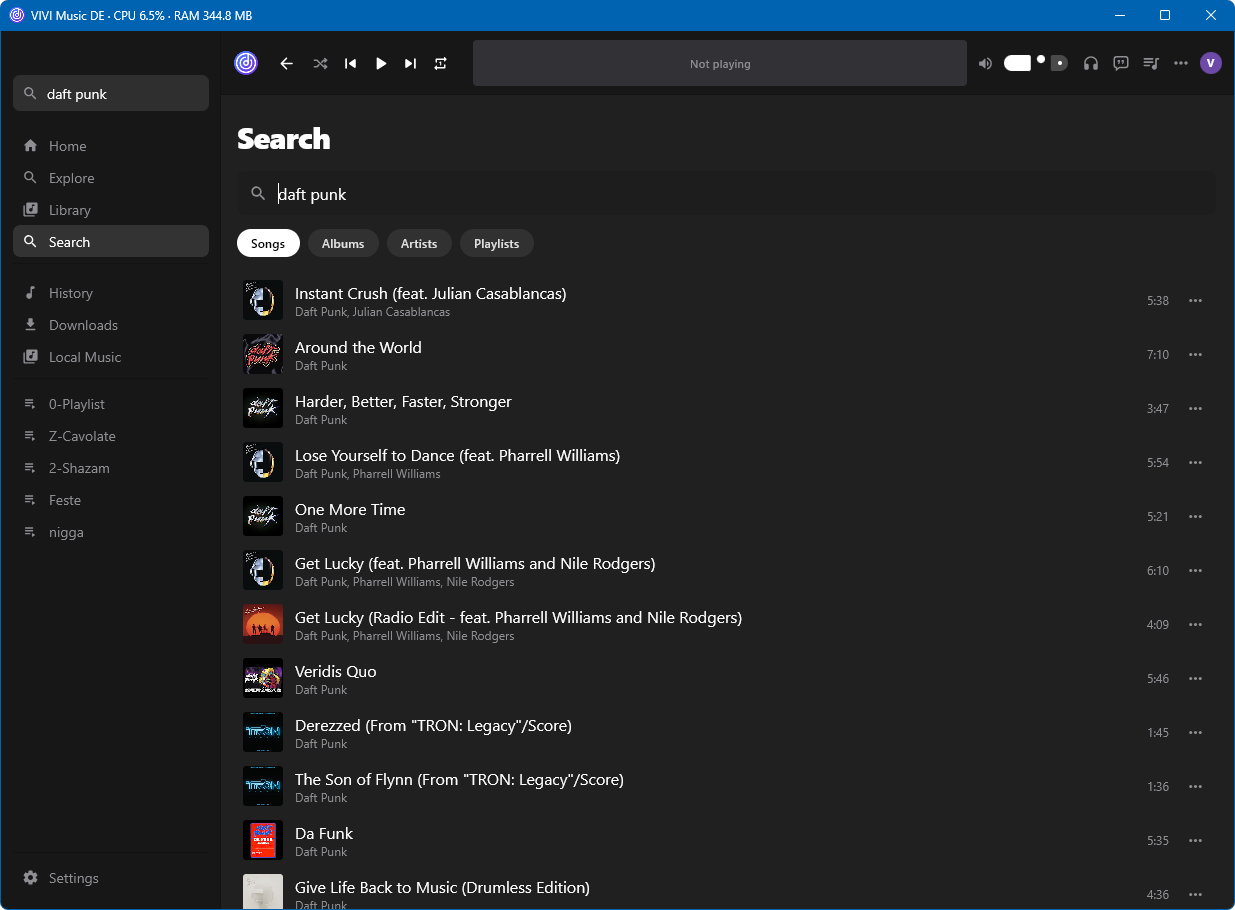 VIVI Music DE · CPU 6.5% · RAM 344.8 MB
daft punk
Home
Explore
Library
Search
History
Downloads
Local Music
0-Playlist
Z-Cavolate
2-Shazam
Feste
nigga
Settings
Not playing
V
Search
daft punk
Songs Albums Artists Playlists
Instant Crush (feat. Julian Casablancas)
Daft Punk, Julian Casablancas
5:38
Around the World
Daft Punk
7:10
Harder, Better, Faster, Stronger
Daft Punk
3:47
Lose Yourself to Dance (feat. Pharrell Williams)
Daft Punk, Pharrell Williams
5:54
One More Time
Daft Punk
5:21
Get Lucky (feat. Pharrell Williams and Nile Rodgers)
Daft Punk, Pharrell Williams, Nile Rodgers
6:10
Get Lucky (Radio Edit - feat. Pharrell Williams and Nile Rodgers)
Daft Punk, Pharrell Williams, Nile Rodgers
4:09
Veridis Quo
Daft Punk
5:46
TRON
Derezzed (From "TRON: Legacy"/Score)
Daft Punk
1:45
TRON
The Son of Flynn (From "TRON: Legacy"/Score)
Daft Punk
1:36
Da Funk
Daft Punk
5:35
Give Life Back to Music (Drumless Edition)
Daft Punk
4:36